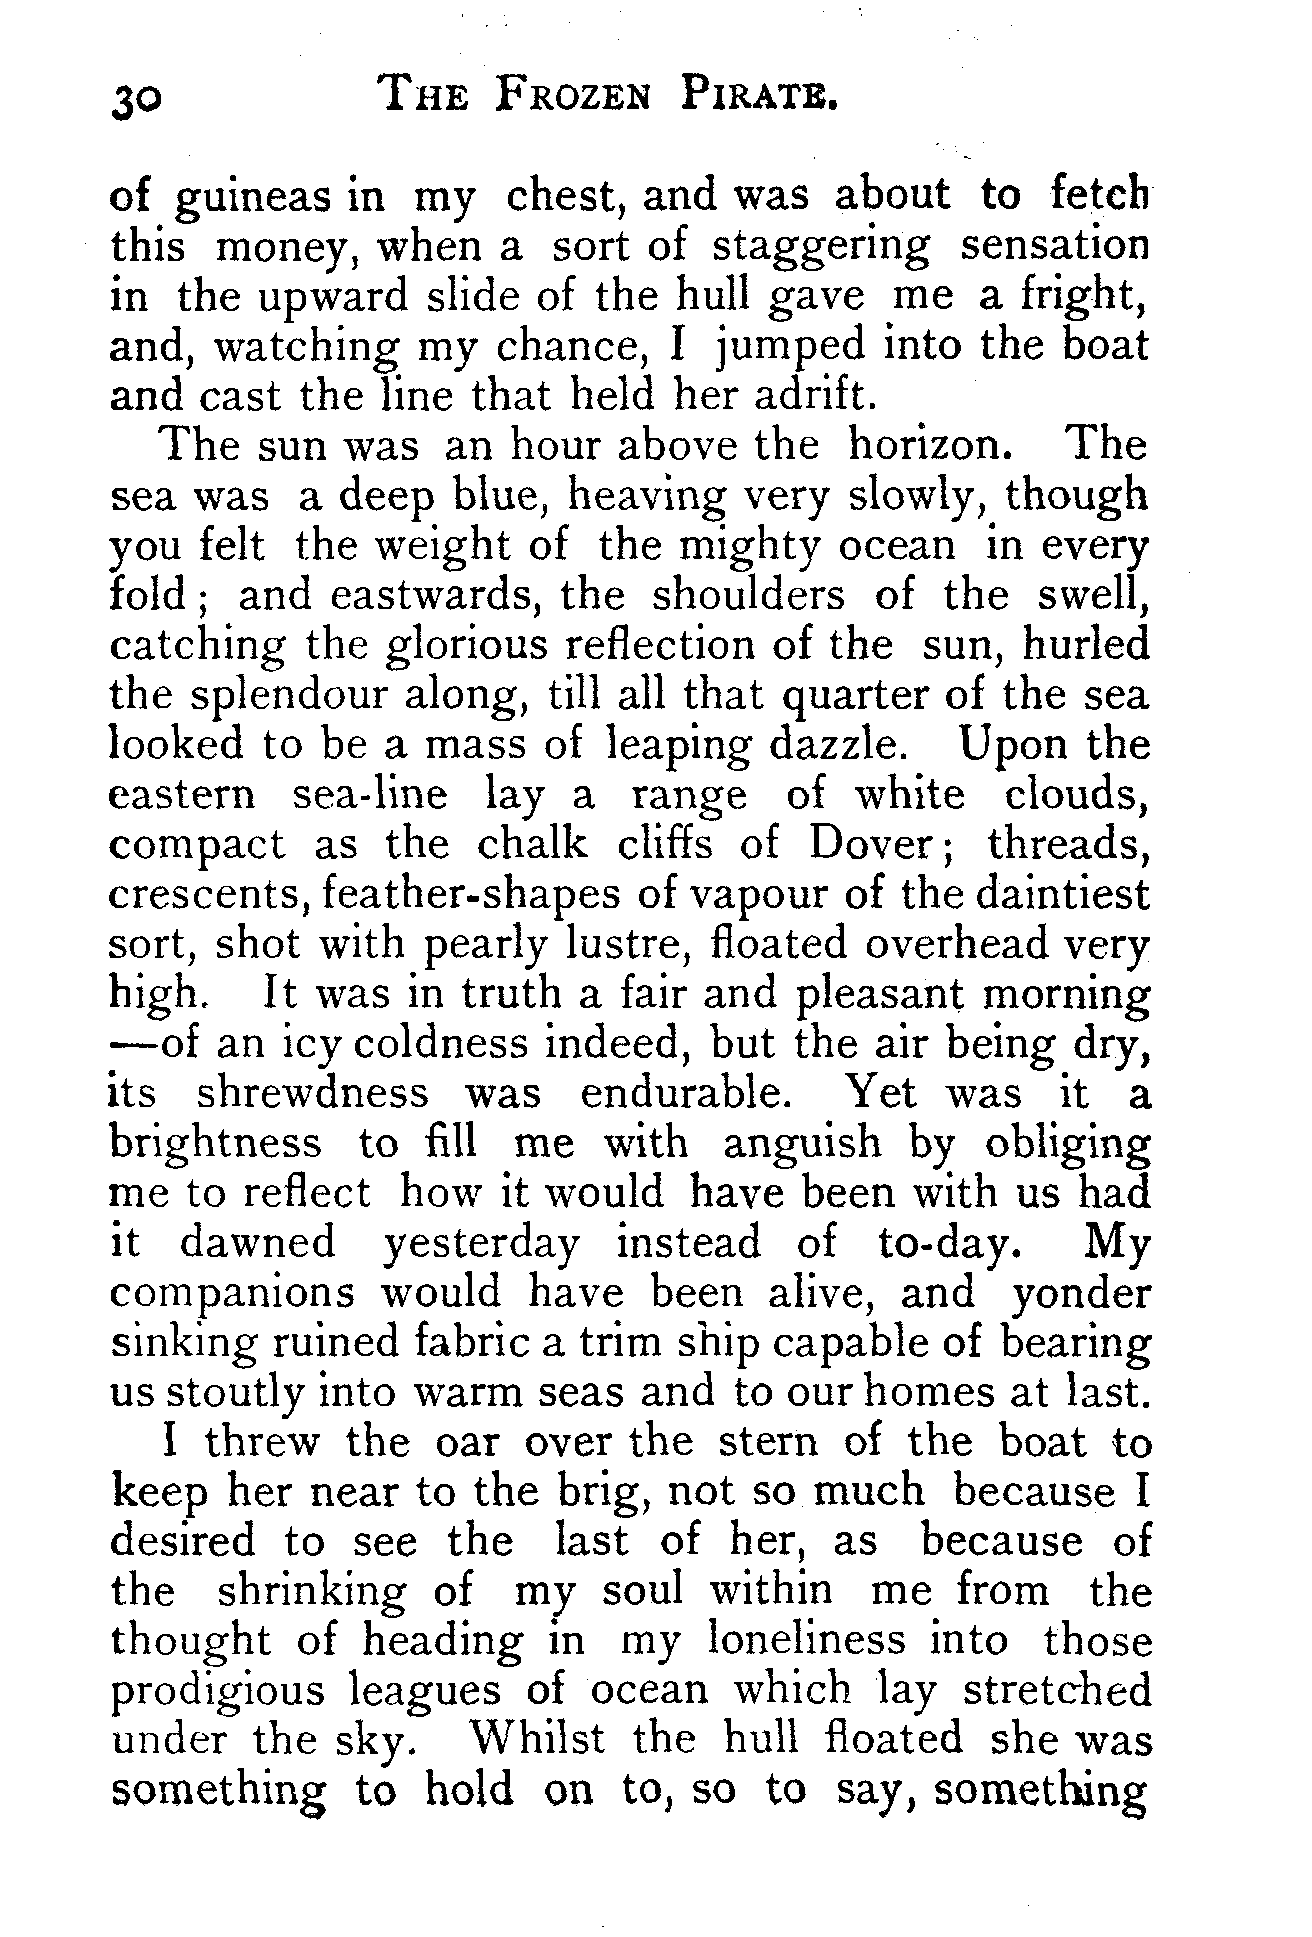 30 THE FROZEN PIRATE.
of guineas in my chest, and was about to fetch
this money, when a sort of staggering sensation
in the upward slide of the hull gave me a fright,
and, watching my chance, I jumped into the boat
and cast the line that held her adrift.
The sun was an hour above the horizon. The
sea was a deep blue, heaving very slowly, though
you felt the weight of the mighty ocean in every
fold ; and eastwards, the shoulders of the swell,
catching the glorious reflection of the sun, hurled
the splendour along, till all that quarter of the sea
looked to be a mass of leaping dazzle. Upon the
eastern sea-line lay a range of white clouds,
compact as the chalk cliffs of Dover ; threads,
crescents, feather-shapes of vapour of the daintiest
sort, shot with pearly lustre, floated overhead very
high. It was in truth a fair and pleasant morning
—of an icy coldness indeed, but the air being dry,
its shrewdness was endurable. Yet was it a
brightness to fill me with anguish by obliging
me to reflect how it would have been with us had
it dawned yesterday instead of to-day. My
companions would have been alive, and yonder
sinking ruined fabric a trim ship capable of bearing
us stoutly into warm seas and to our homes at last.
I threw the oar over the stern of the boat to
keep her near to the brig, not so much because I
desired to see the last of her, as because of
the shrinking of my soul within me from the
thought of heading in my loneliness into those
prodigious leagues of ocean which lay stretched
under the sky. Whilst the hull floated she was
something to hold on to, so to say, something